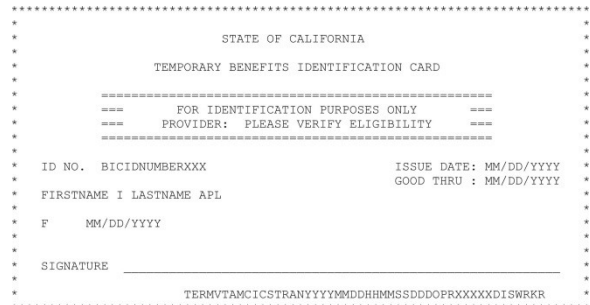 STATE OF CALIFORNIA
TEMPORARY BENEFITS IDENTIFICATION CARD
===================================================
=== FOR IDENTIFICATION PURPOSES ONLY ===
=== PROVIDER: PLEASE VERIFY ELIGIBILITY ===
===================================================
ID NO. BICIDNUMBERXXX ISSUE DATE: MM/DD/YYYY
GOOD THRU : MM/DD/YYYY
FIRSTNAME I LASTNAME APL
F MM/DD/YYYY
SIGNATURE
TERMVTAMCICSTRANYYYYMMDDHHMMSSDDDOPRXXXXXDISWRKR